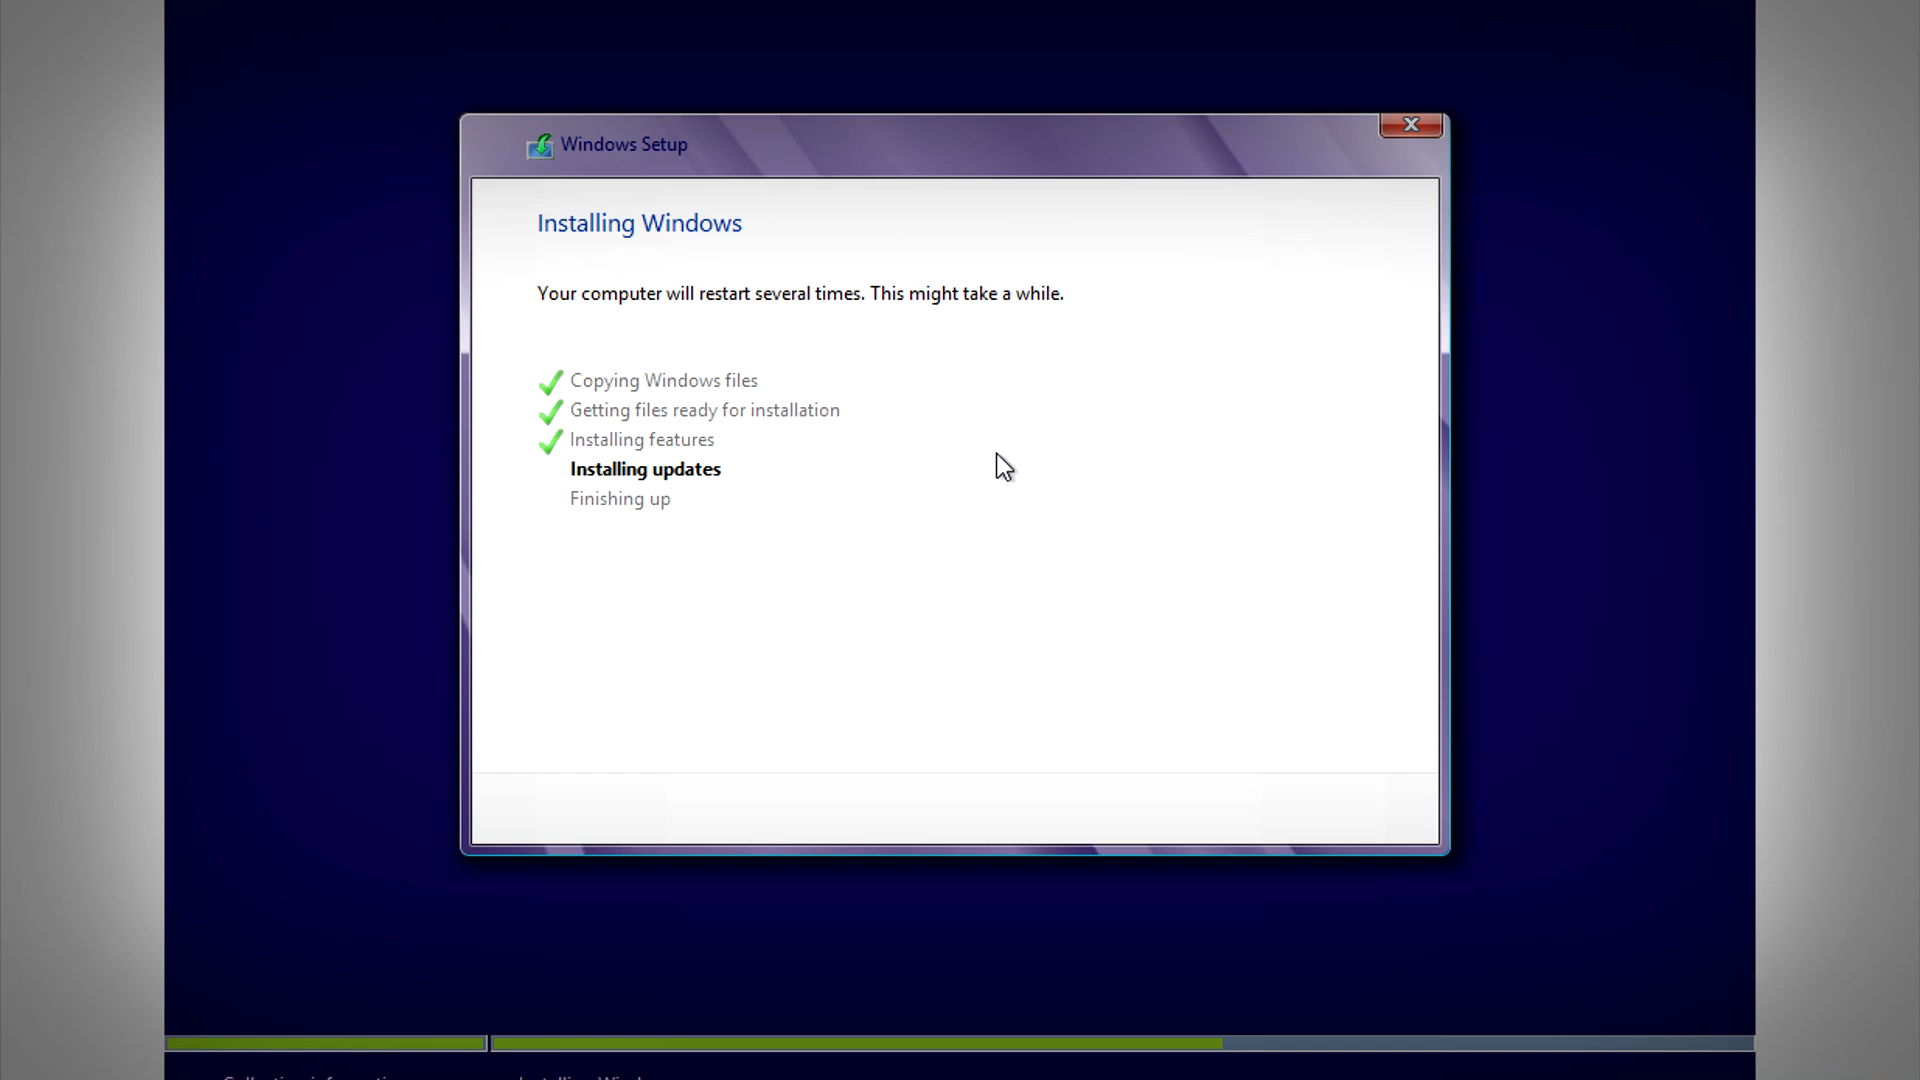 Windows Setup
Installing Windows
Your computer will restart several times. This might take a while.
Copying Windows files
Getting files ready for installation
Installing features
Installing updates
Finishing up